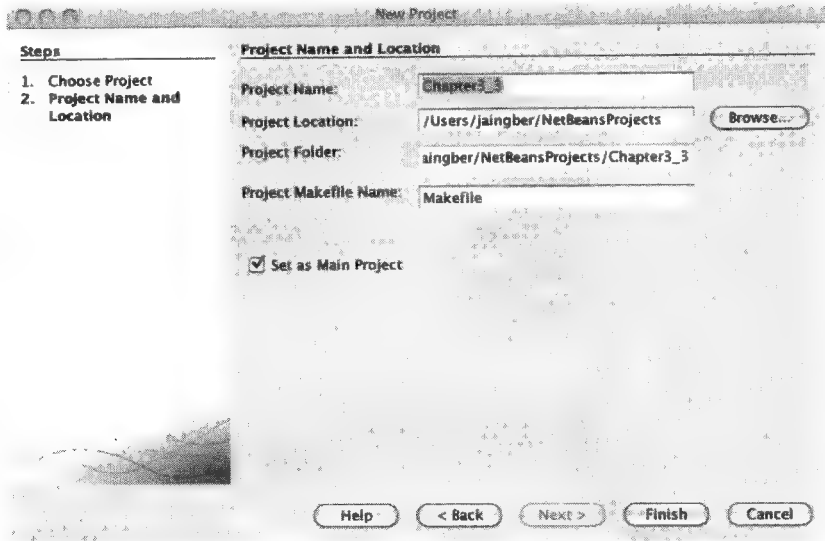 New Project
Steps
1. Choose Project
2. Project Name and
Location
Project Name and Location
Project Name: Chapter3_3
Project Location: /Users/jaingber/NetBeansProjects Browse...
Project Folder: aingber/NetBeansProjects/Chapter3_3
Project Makefile Name: Makefile
Set as Main Project
Help < Back Next > Finish Cancel